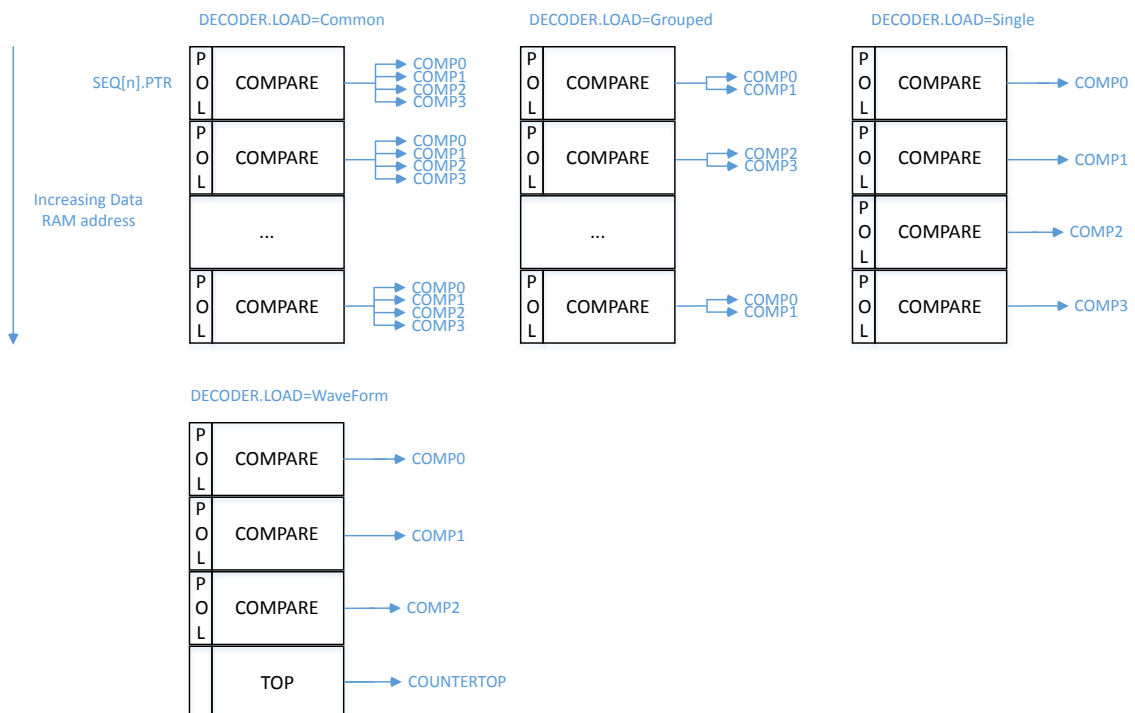 DECODER.LOAD=Common
SEQ[n].PTR
Increasing Data
RAM address
P
O
L
COMPARE
COMP0
COMP1
COMP2
COMP3
P
O
L
COMPARE
COMP0
COMP1
COMP2
COMP3
...
P
O
L
COMPARE
COMP0
COMP1
COMP2
COMP3
DECODER.LOAD=Grouped
P
O
L
COMPARE
COMP0
COMP1
P
O
L
COMPARE
COMP2
COMP3
...
P
O
L
COMPARE
COMP0
COMP1
DECODER.LOAD=Single
P
O
L
COMPARE
COMP0
P
O
L
COMPARE
COMP1
P
O
L
COMPARE
COMP2
P
O
L
COMPARE
COMP3
DECODER.LOAD=WaveForm
P
O
L
COMPARE
COMP0
P
O
L
COMPARE
COMP1
P
O
L
COMPARE
COMP2
TOP
COUNTERTOP